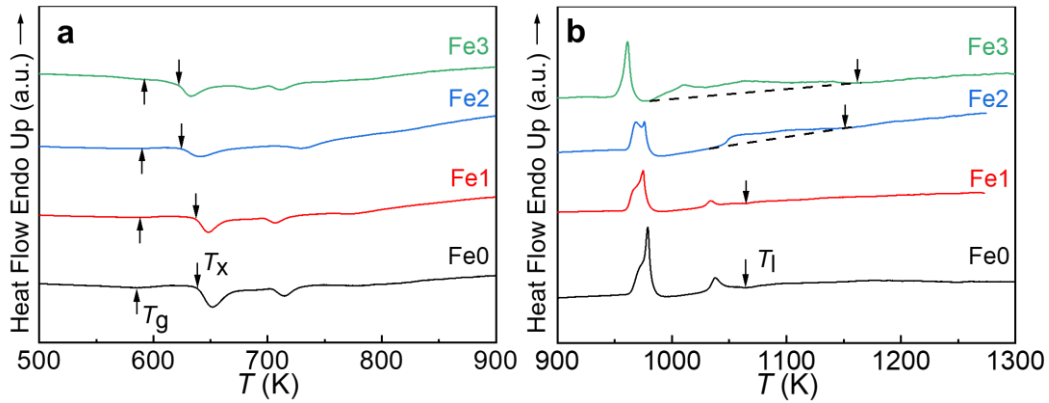 Heat Flow Endo Up (a.u.)
a
Fe3
Fe2
Fe1
Fe0
Tx
Tg
500 600 700 800 900
T (K)
Heat Flow Endo Up (a.u.)
b
Fe3
Fe2
Fe1
Fe0
Tl
900 1000 1100 1200 1300
T (K)